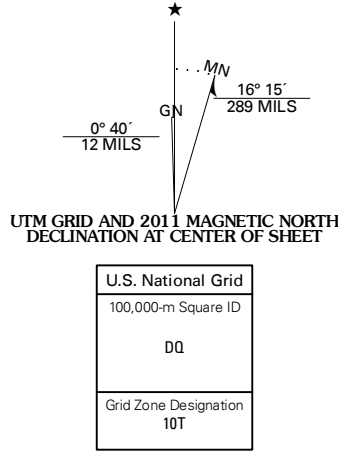 ★
MN
GN
16° 15´
289 MILS
0° 40´
12 MILS
UTM GRID AND 2011 MAGNETIC NORTH
DECLINATION AT CENTER OF SHEET
U.S. National Grid
100,000-m Square ID
DQ
Grid Zone Designation
10T